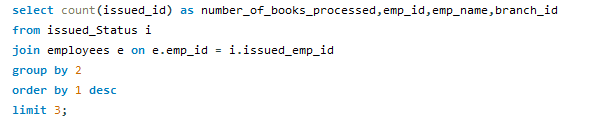 select count(issued_id) as number_of_books_processed,emp_id,emp_name,branch_id
from issued_Status i
join employees e on e.emp_id = i.issued_emp_id
group by 2
order by 1 desc
limit 3;